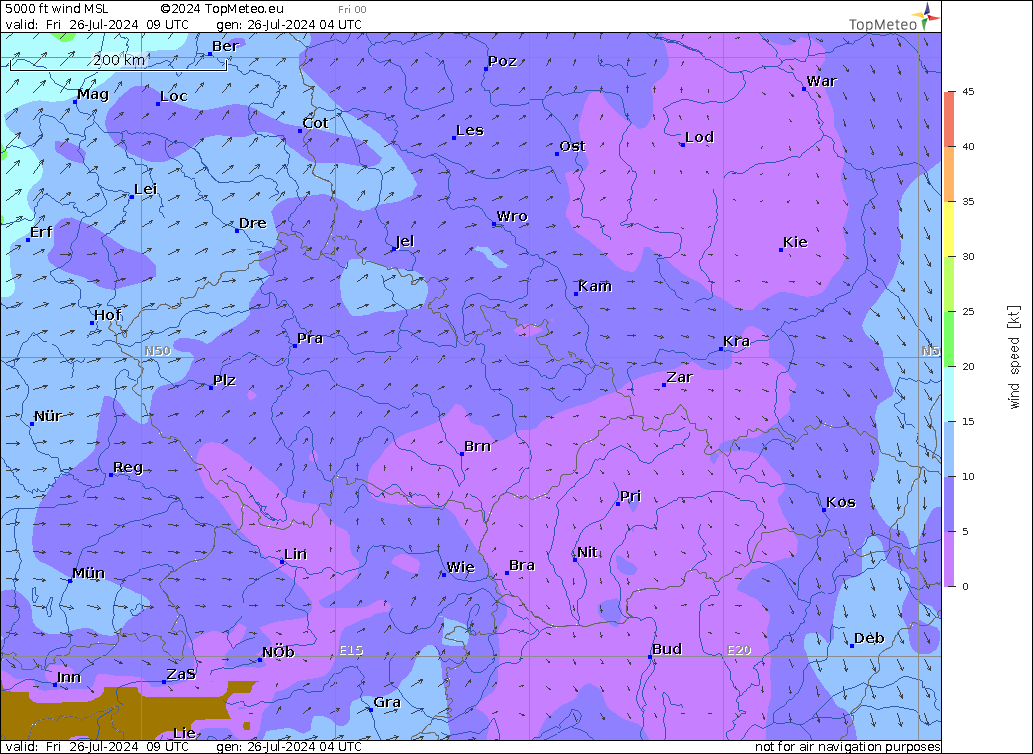 5000 ft wind MSL ©2024 TopMeteo.eu Fri 00
valid: Fri 26-Jul-2024 09 UTC gen: 26-Jul-2024 04 UTC
TopMeteo
200 km
Ber
Poz
War
Mag
Loc
Cot
Les
Ost
Lod
Lei
Erf
Dre
Jel
Wro
Kie
Kam
Hof
Pra
Kra
N50
N50
Plz
Zar
Nür
Brn
Reg
Pri
Kos
Lin
Nit
Mün
Wie
Bra
NÖb
E15
Bud
E20
Deb
Inn
ZaS
Gra
Lie
45
40
35
30
25
20
15
10
5
0
wind speed [kt]
valid: Fri 26-Jul-2024 09 UTC gen: 26-Jul-2024 04 UTC
not for air navigation purposes